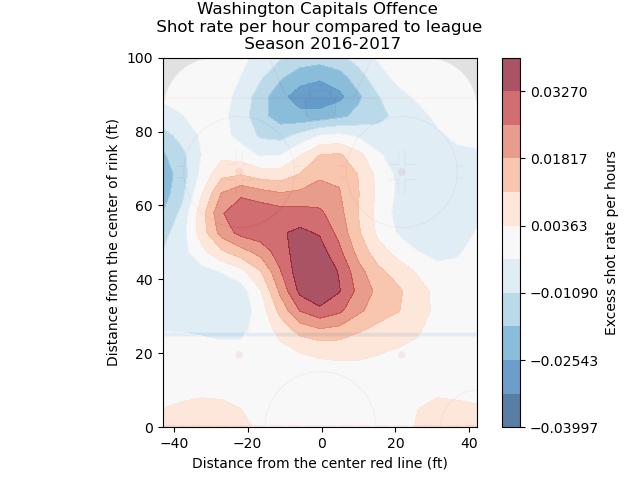 Washington Capitals Offence
Shot rate per hour compared to league
Season 2016-2017
100
80
60
40
20
0
−40
−20
0
20
40
Distance from the center of rink (ft)
Distance from the center red line (ft)
0.03270
0.01817
0.00363
−0.01090
−0.02543
−0.03997
Excess shot rate per hours